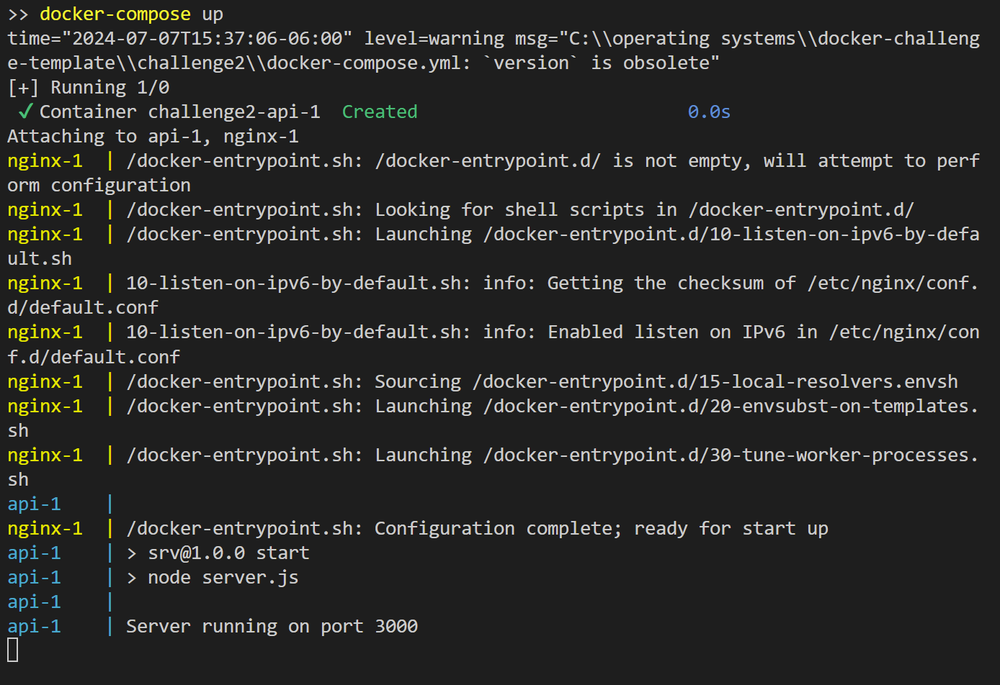 >> docker-compose up
time="2024-07-07T15:37:06-06:00" level=warning msg="C:\\operating systems\\docker-challeng
e-template\\challenge2\\docker-compose.yml: `version` is obsolete"
[+] Running 1/0
 ✓ Container challenge2-api-1  Created                         0.0s
Attaching to api-1, nginx-1
nginx-1  | /docker-entrypoint.sh: /docker-entrypoint.d/ is not empty, will attempt to perf
orm configuration
nginx-1  | /docker-entrypoint.sh: Looking for shell scripts in /docker-entrypoint.d/
nginx-1  | /docker-entrypoint.sh: Launching /docker-entrypoint.d/10-listen-on-ipv6-by-defa
ult.sh
nginx-1  | 10-listen-on-ipv6-by-default.sh: info: Getting the checksum of /etc/nginx/conf.
d/default.conf
nginx-1  | 10-listen-on-ipv6-by-default.sh: info: Enabled listen on IPv6 in /etc/nginx/con
f.d/default.conf
nginx-1  | /docker-entrypoint.sh: Sourcing /docker-entrypoint.d/15-local-resolvers.envsh
nginx-1  | /docker-entrypoint.sh: Launching /docker-entrypoint.d/20-envsubst-on-templates.
sh
nginx-1  | /docker-entrypoint.sh: Launching /docker-entrypoint.d/30-tune-worker-processes.
sh
api-1    |
nginx-1  | /docker-entrypoint.sh: Configuration complete; ready for start up
api-1    | > srv@1.0.0 start
api-1    | > node server.js
api-1    |
api-1    | Server running on port 3000